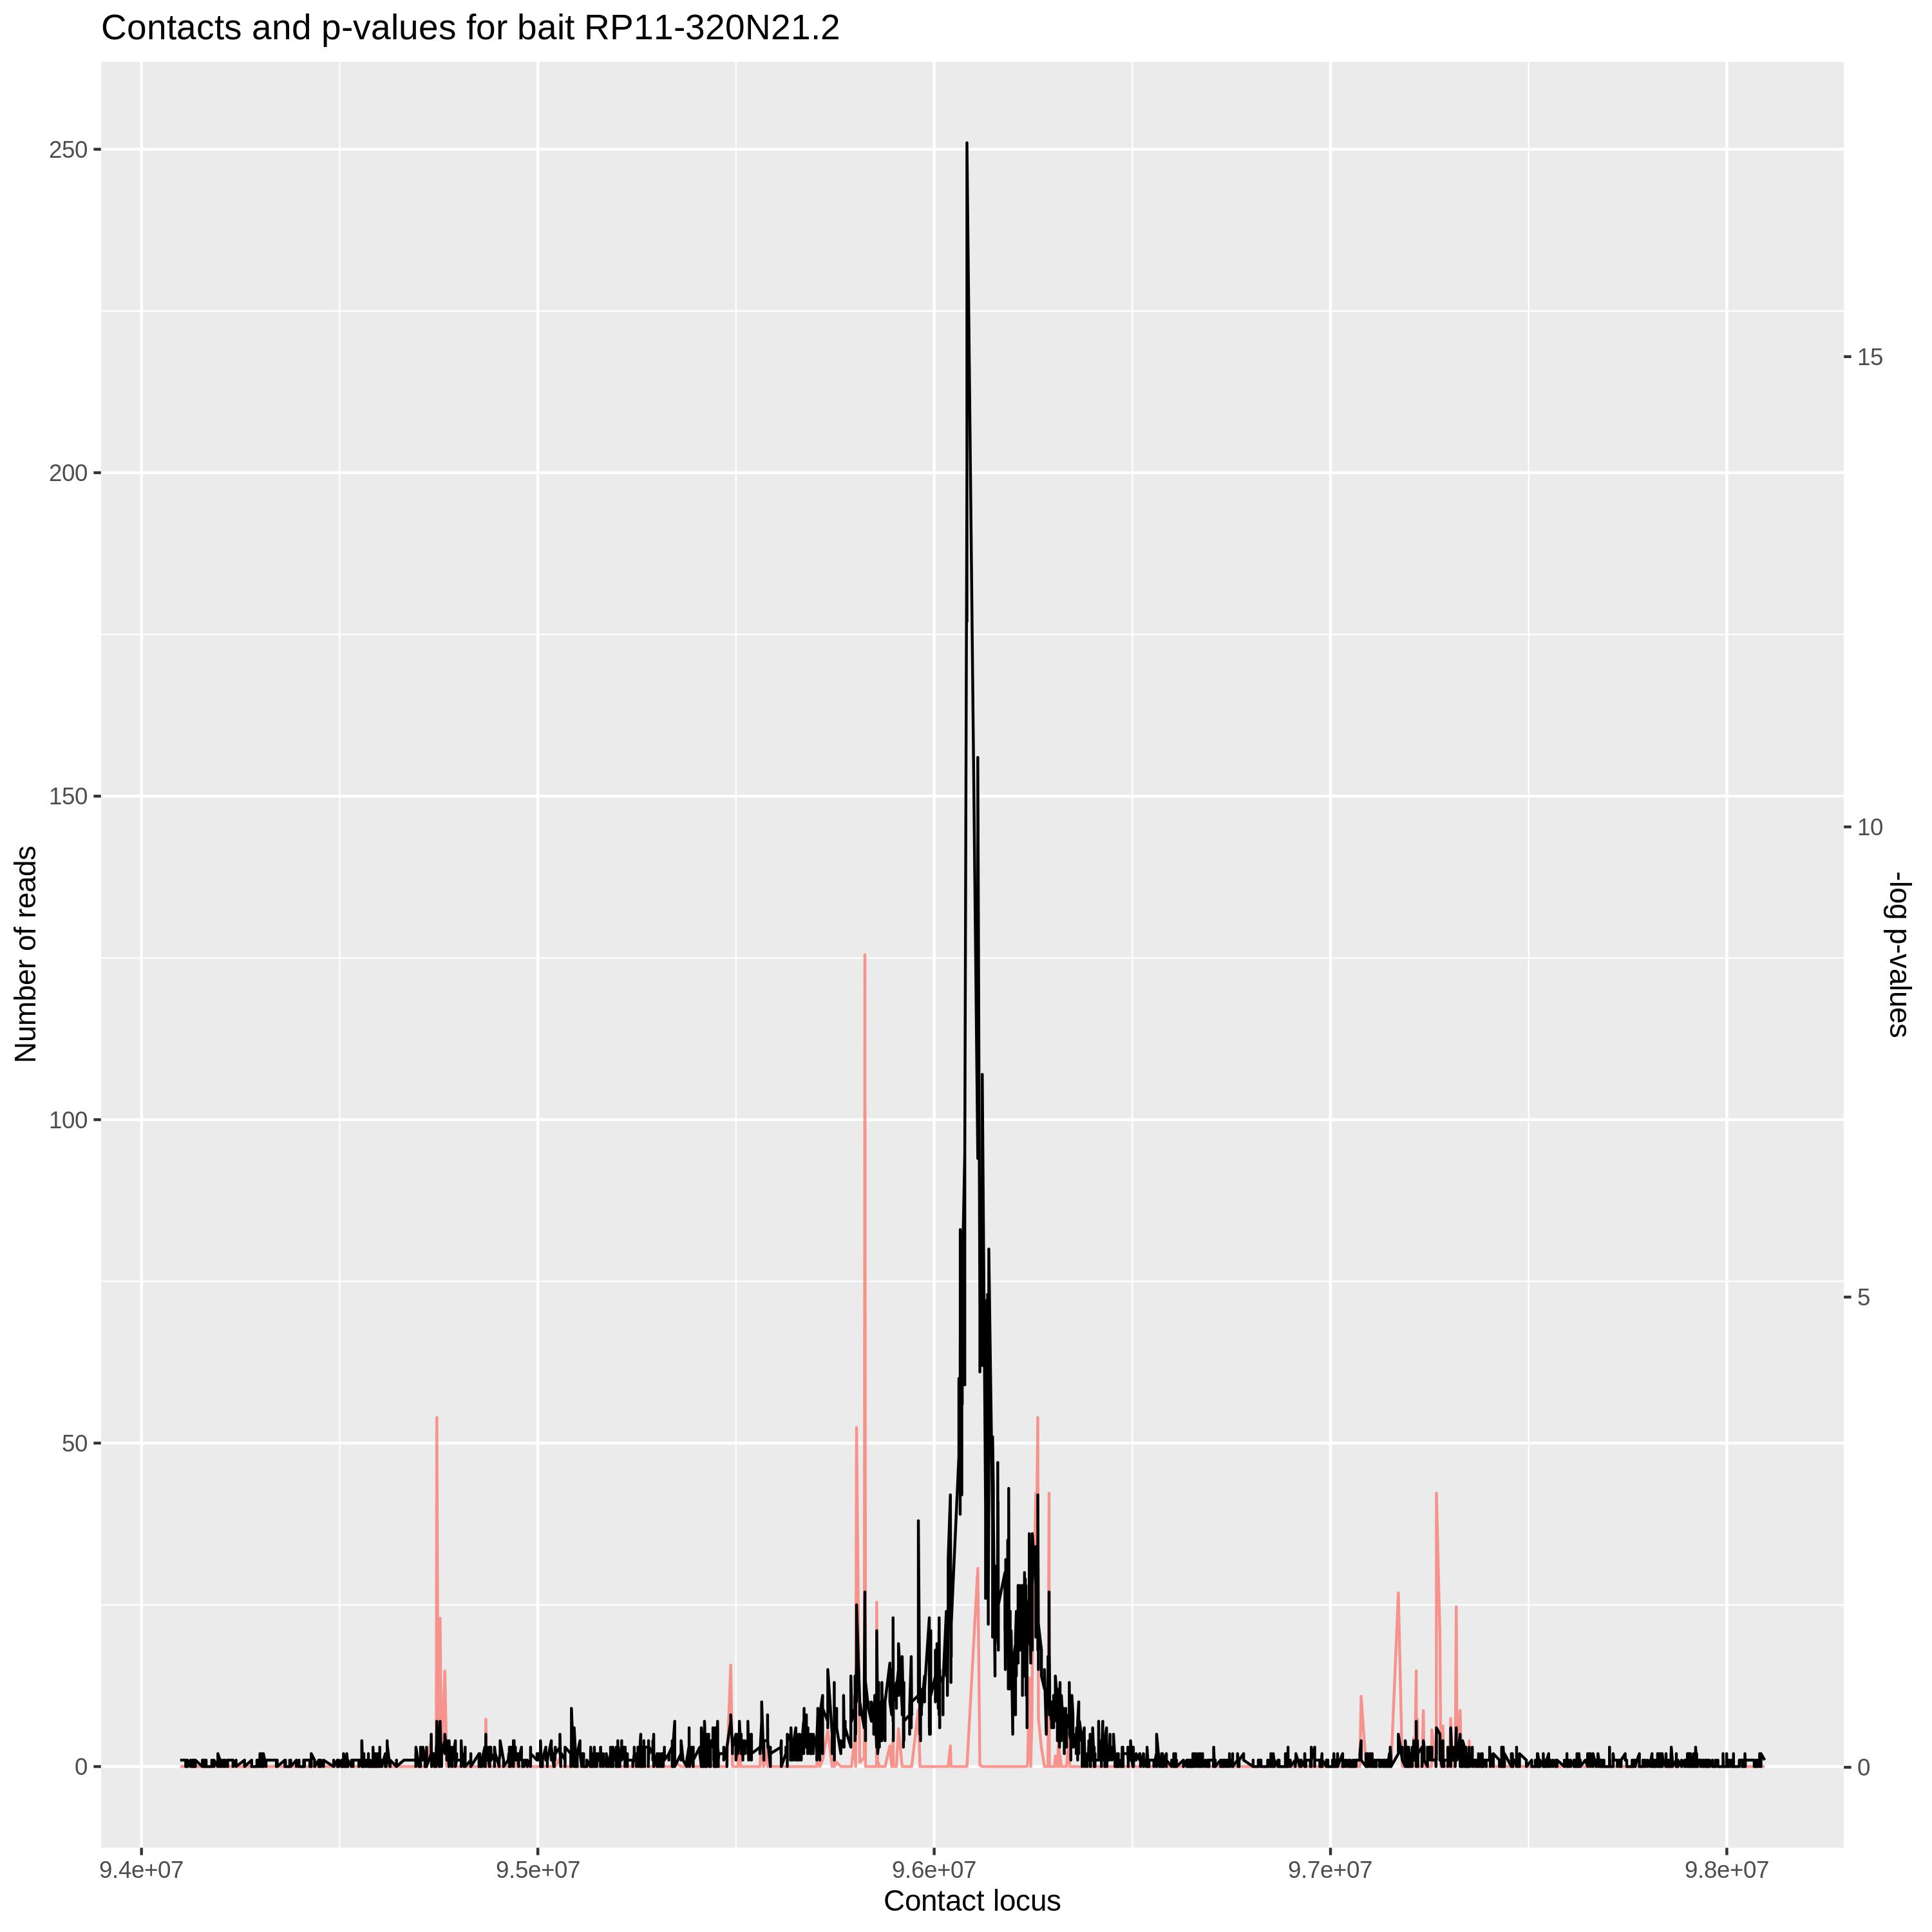 Contacts and p-values for bait RP11-320N21.2
250
200
150
100
50
0
Number of reads
15
10
5
0
-log p-values
9.4e+07
9.5e+07
9.6e+07
9.7e+07
9.8e+07
Contact locus